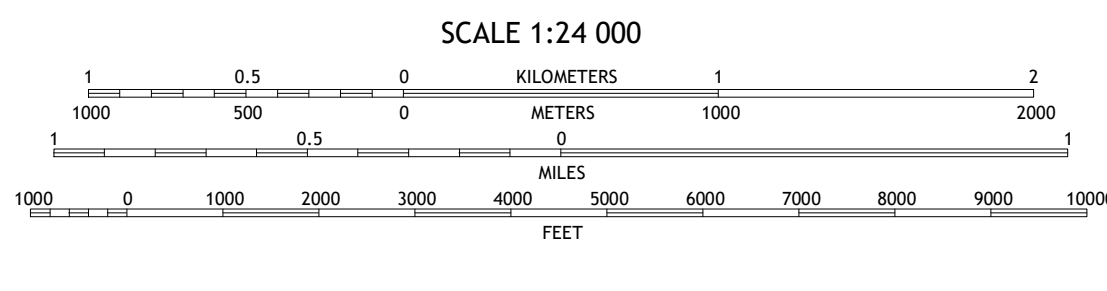 SCALE 1:24 000
1 0.5 0 KILOMETERS 1 2
1000 500 0 METERS 1000 2000
1 0.5 0 1
MILES
1000 0 1000 2000 3000 4000 5000 6000 7000 8000 9000 10000
FEET